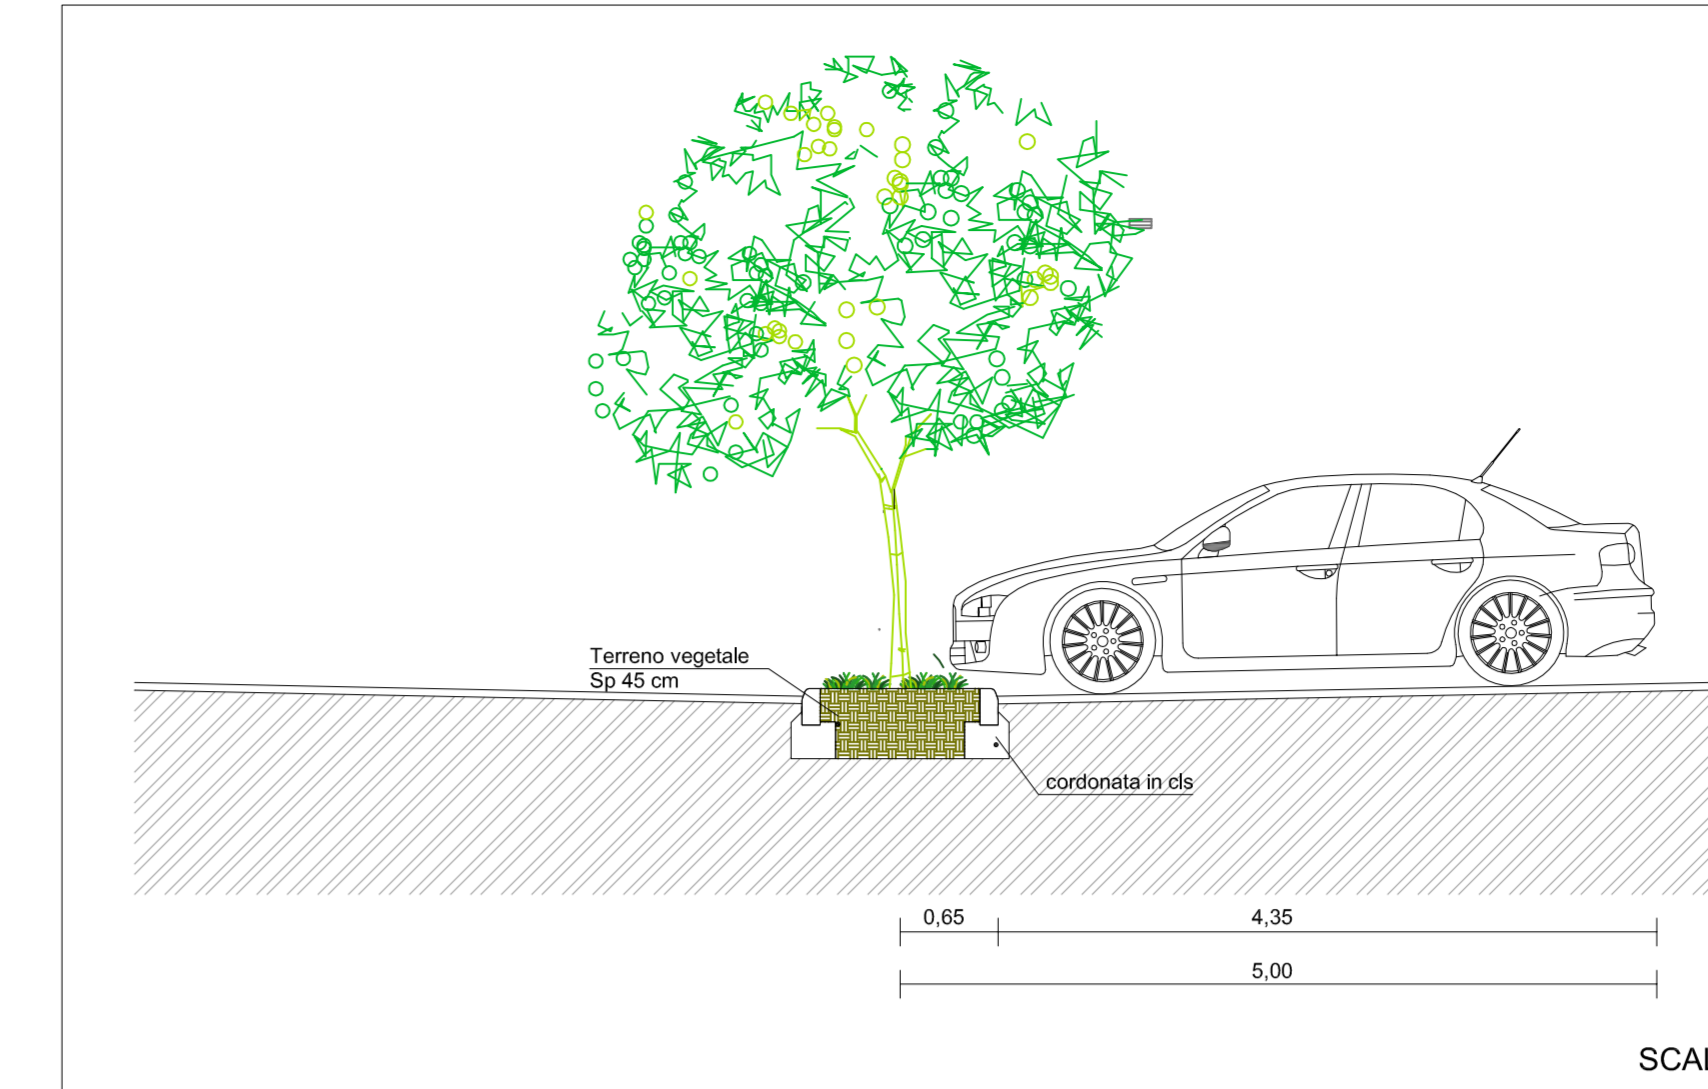 Terreno vegetale
Sp 45 cm
cordonata in cls
0,65
4,35
5,00